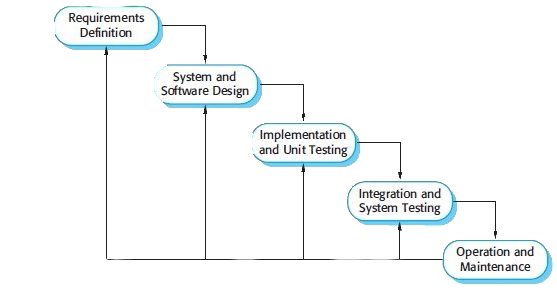 Requirements
Definition
System and
Software Design
Implementation
and Unit Testing
Integration and
System Testing
Operation and
Maintenance